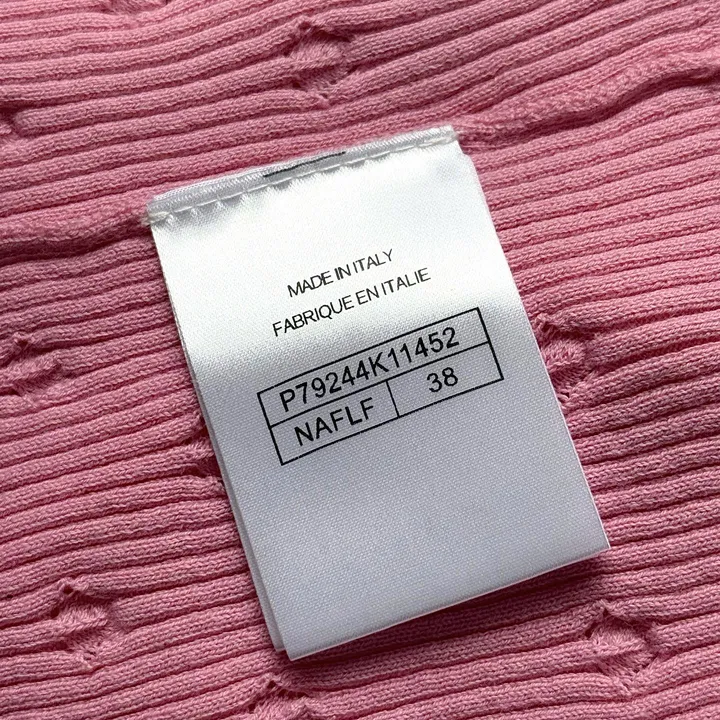 MADE IN ITALY
FABRIQUE EN ITALIE
P79244K11452
NAFLF 38